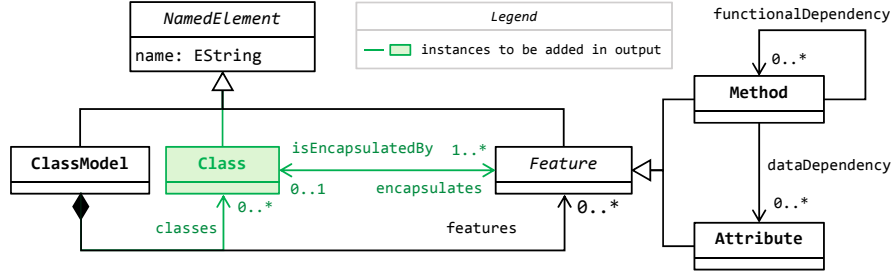 NamedElement
name: EString
Legend
instances to be added in output
functionalDependency
0..*
Method
ClassModel
Class
isEncapsulatedBy
1..*
Feature
0..1
encapsulates
dataDependency
0..*
0..*
classes
features
0..*
Attribute